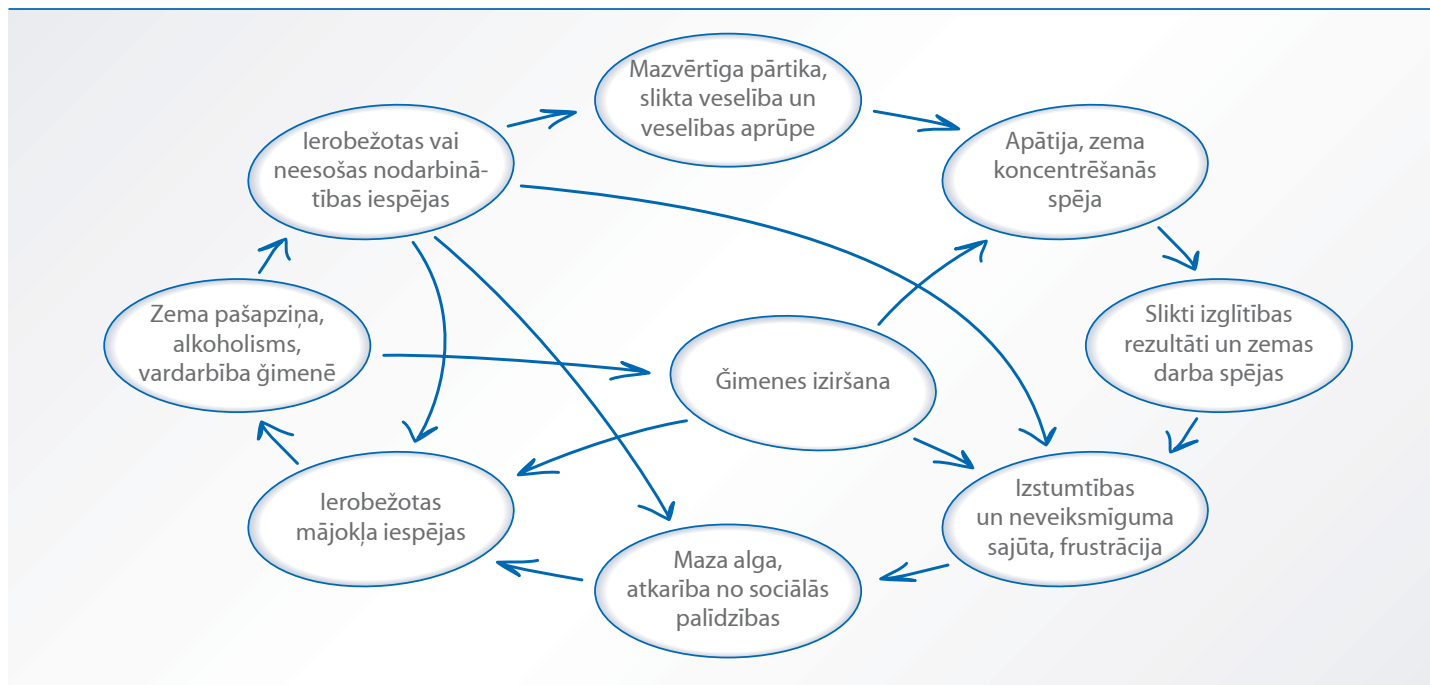 Mazvērtīga pārtika,
slikta veselība un
veselības aprūpe
Ierobežotas vai
neesošas nodarbinā-
tības iespējas
Apātija, zema
koncentrēšanās
spēja
Zema pašapziņa,
alkoholisms,
vardarbība ģimenē
Ģimenes iziršana
Slikti izglītības
rezultāti un zemas
darba spējas
Ierobežotas
mājokļa iespējas
Maza alga,
atkarība no sociālās
palīdzības
Izstumtības
un neveiksmīguma
sajūta, frustrācija